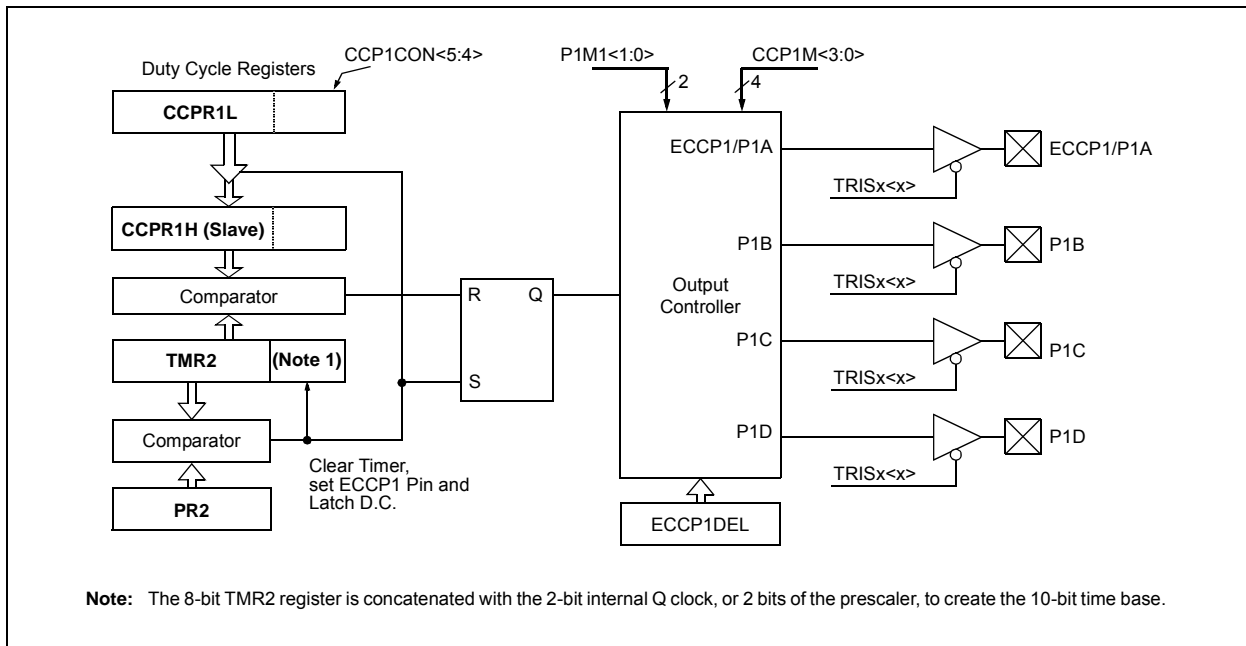 CCP1CON<5:4>
Duty Cycle Registers
CCPR1L
CCPR1H (Slave)
Comparator
TMR2
(Note 1)
Comparator
PR2
Clear Timer,
set ECCP1 Pin and
Latch D.C.
R
Q
S
P1M1<1:0>
2
CCP1M<3:0>
4
ECCP1/P1A
P1B
Output
Controller
P1C
P1D
ECCP1DEL
TRISx<x>
ECCP1/P1A
TRISx<x>
P1B
TRISx<x>
P1C
TRISx<x>
P1D
Note: The 8-bit TMR2 register is concatenated with the 2-bit internal Q clock, or 2 bits of the prescaler, to create the 10-bit time base.